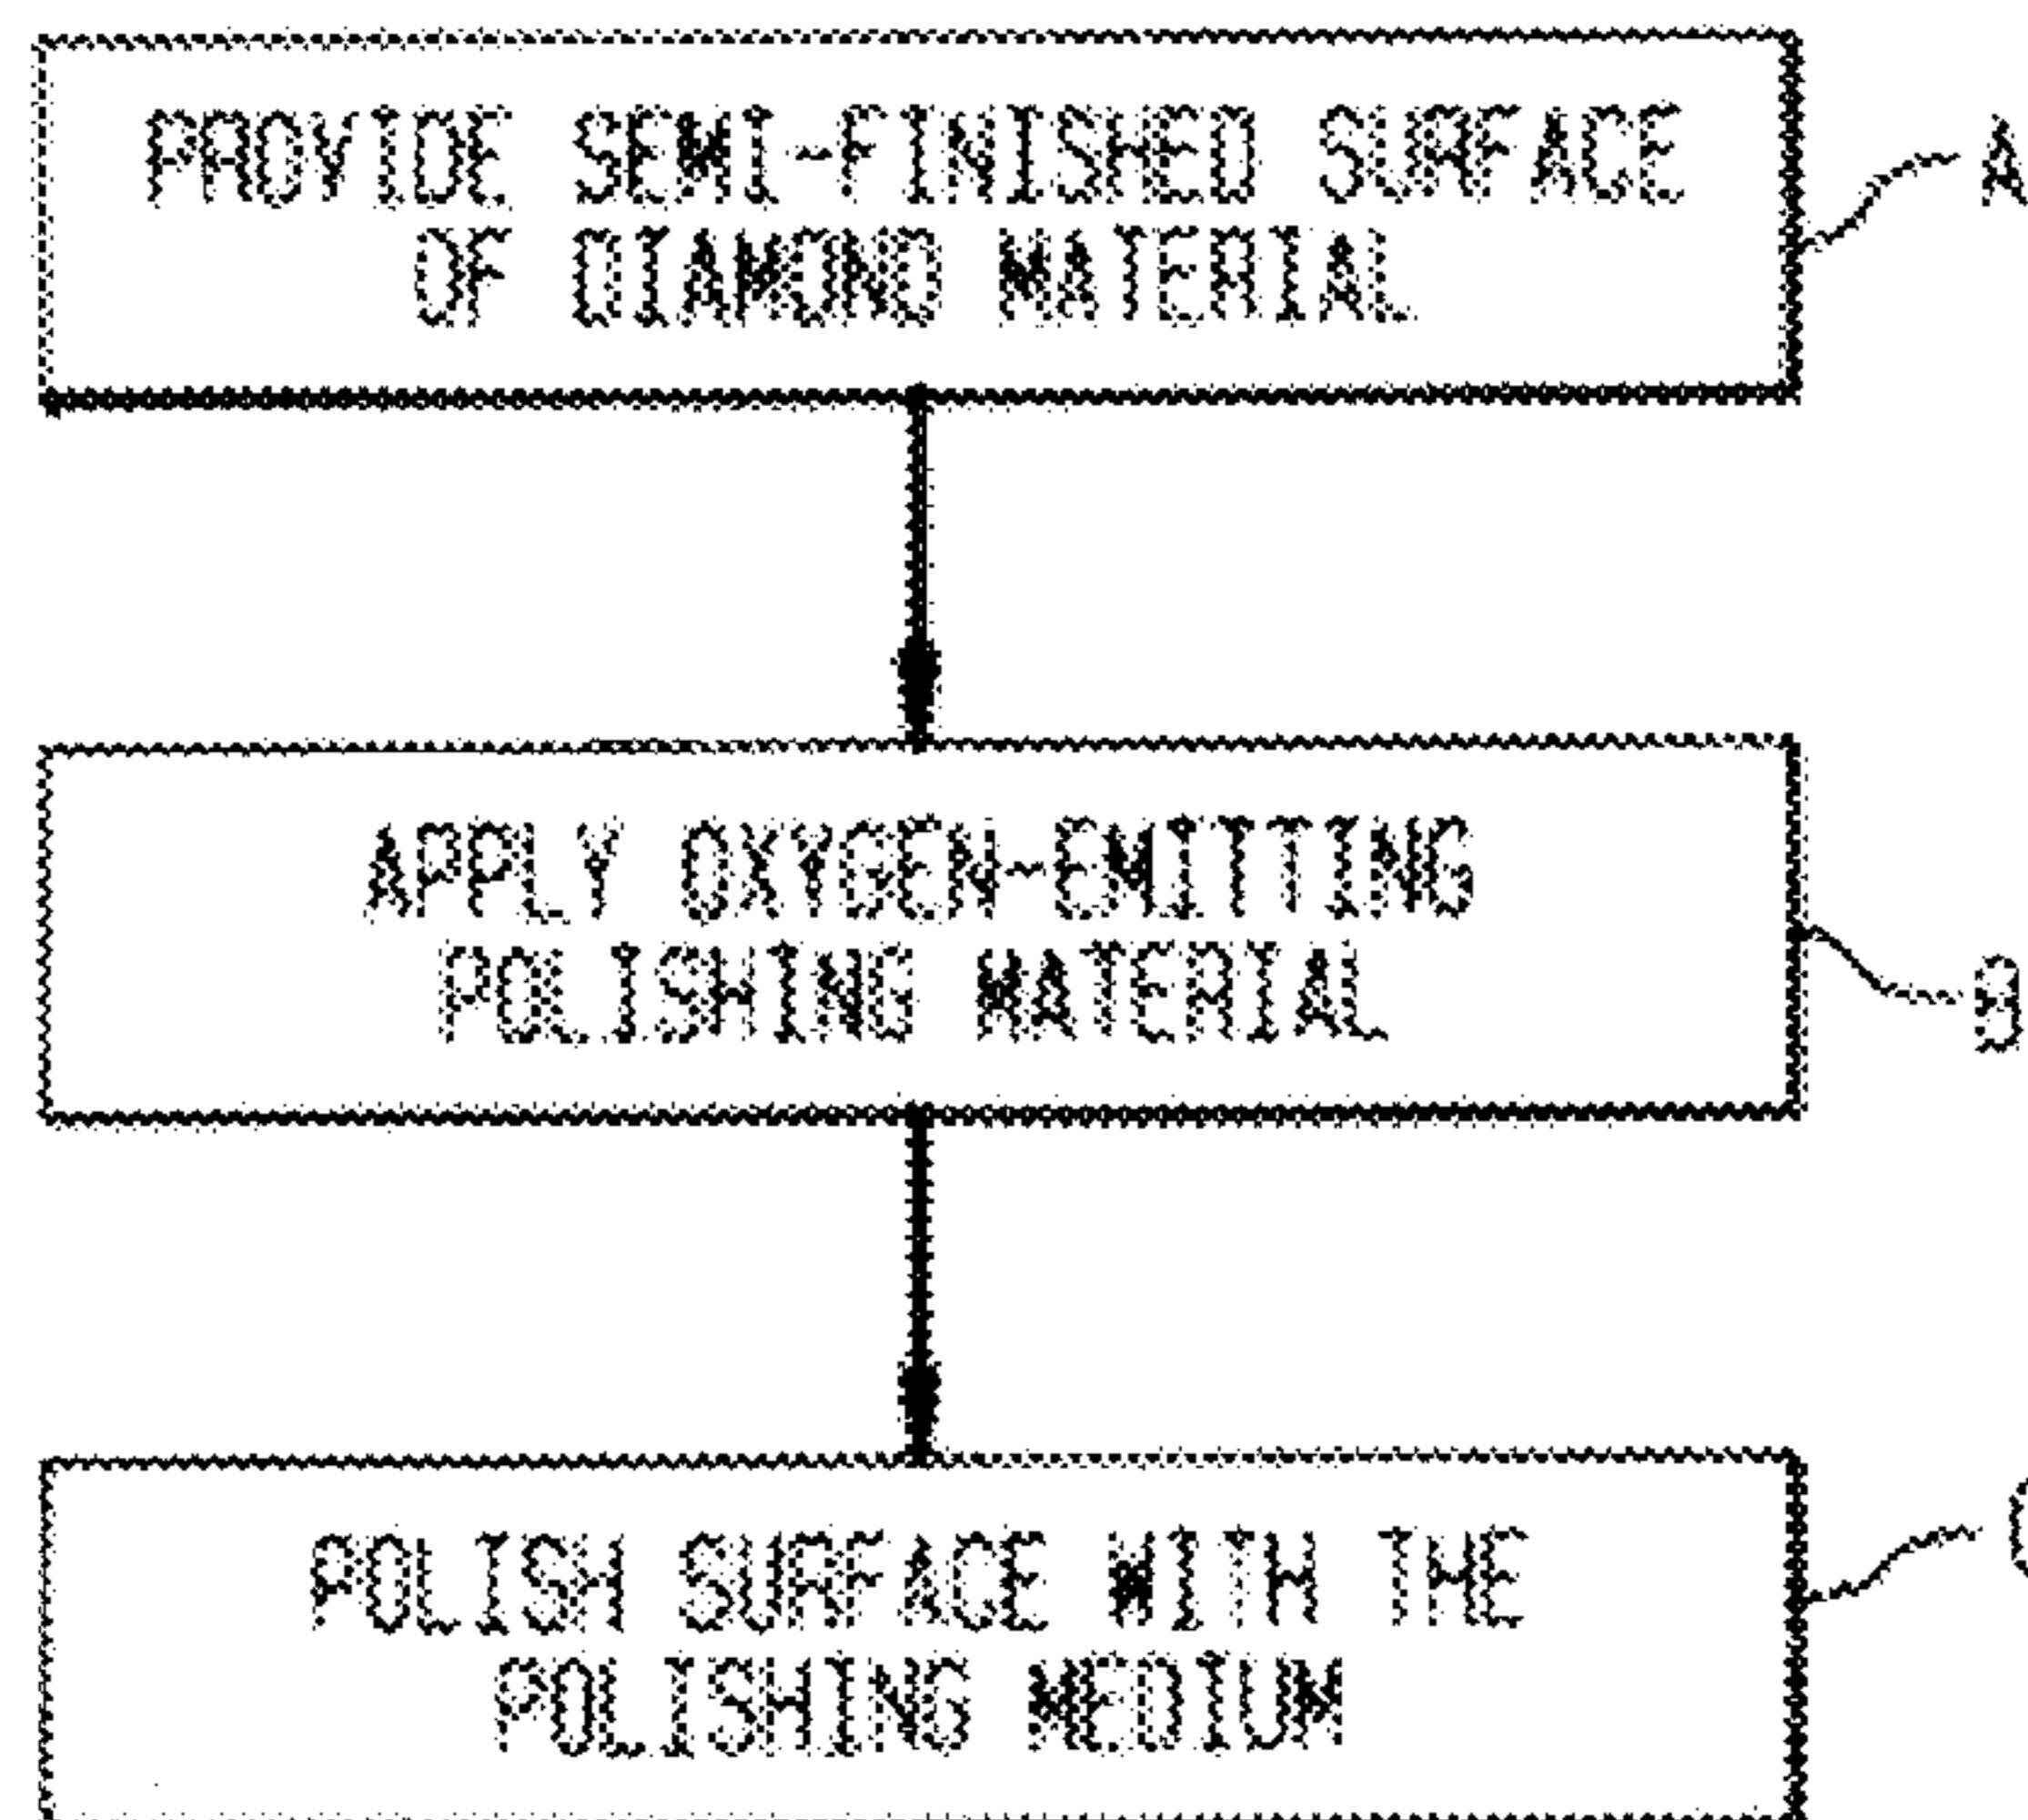 PROVIDE SEMI-FINISHED SURFACE
OF DIAMOND MATERIAL
A
APPLY OXYGEN-EMITTING
POLISHING MATERIAL
B
POLISH SURFACE WITH THE
POLISHING MEDIUM